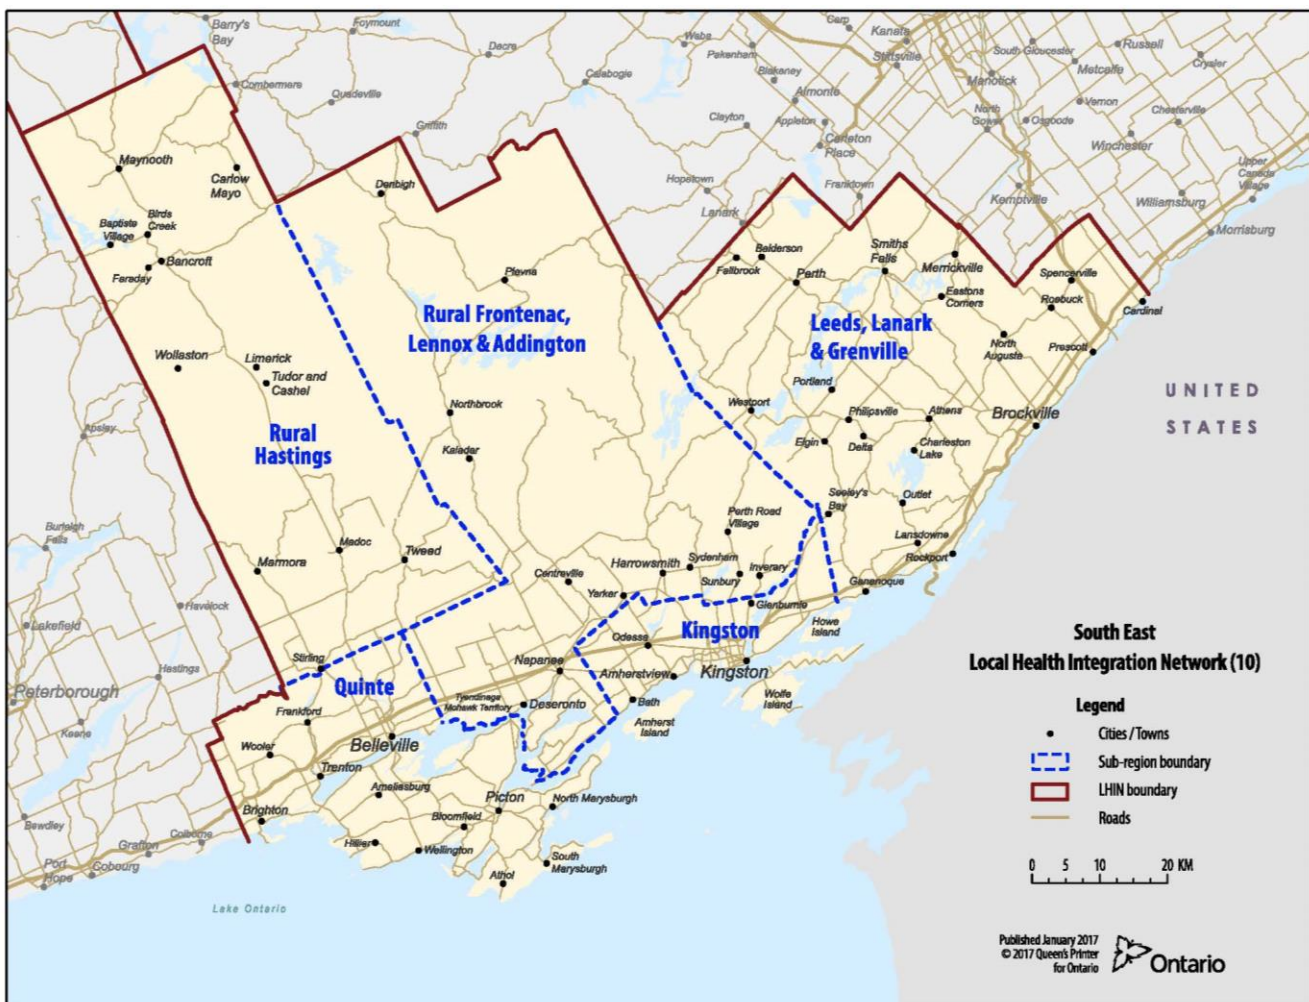 Barry's
Bay
Foymount
Dacre
Waba
Carp
Kanata
Stittsville
South Gloucester
Russell
Pakenham
Metcalfe
Crysler
Manotick
Combermere
Quadeville
Calabogie
Blakeney
Almonte
Vernon
Chesterville
North
Gower
Osgoode
Clayton
Appleton
Carleton
Place
Winchester
Griffith
Upper
Canada
Village
Maynooth
Carlow
Mayo
Denbigh
Hopetown
Franktown
Kemptville
Williamsburg
Lanark
Morrisburg
Birds
Creek
Baptiste
Village
Bancroft
Faraday
Balderson
Fallbrook
Perth
Smiths
Falls
Merrickville
Spencerville
Plevna
Eastons
Corners
Roebuck
Cardinal
Rural Frontenac,
Lennox & Addington
Leeds, Lanark
& Grenville
North
Augusta
Prescott
Wollaston
Limerick
Tudor and
Cashel
Portland
UNITED
STATES
Westport
Philipsville
Athens
Brockville
Northbrook
Apsley
Rural
Hastings
Elgin
Delta
Charleston
Lake
Kaladar
Seeley's
Bay
Outlet
Burleigh
Falls
Perth Road
Village
Lansdowne
Rockport
Madoc
Tweed
Marmora
Centreville
Harrowsmith
Sydenham
Sunbury
Inverary
Gananoque
Yarker
Glenburnie
Havelock
Lakefield
Howe
Island
Kingston
Odessa
South East
Local Health Integration Network (10)
Stirling
Hastings
Napanee
Amherstview
Kingston
Quinte
Peterborough
Tyendinaga
Mohawk Territory
Deseronto
Bath
Wolfe
Island
Legend
Frankford
Amherst
Island
Cities/Towns
Keene
Wooler
Belleville
Sub-region boundary
Trenton
Ameliasburg
LHIN boundary
Picton
North Marysburgh
Brighton
Bloomfield
Roads
Bewdley
Colborne
Hillier
Wellington
Grafton
Port
Hope
Cobourg
South
Marysburgh
0 5 10 20 KM
Athol
Lake Ontario
Published January 2017
© 2017 Queen's Printer
for Ontario
Ontario